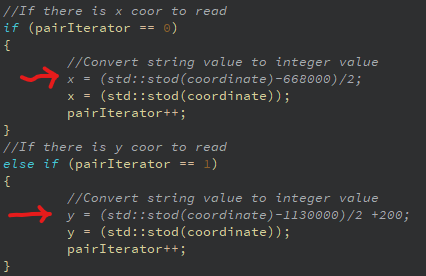 //If there is x coor to read
if (pairIterator == 0)
{
//Convert string value to integer value
x = (std::stod(coordinate)-668000)/2;
x = (std::stod(coordinate));
pairIterator++;
}
//If there is y coor to read
else if (pairIterator == 1)
{
//Convert string value to integer value
y = (std::stod(coordinate)-1130000)/2 +200;
y = (std::stod(coordinate));
pairIterator++;
}